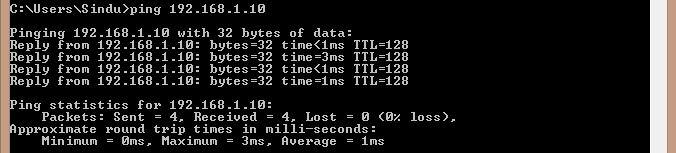 C:\Users\Sindu>ping 192.168.1.10
Pinging 192.168.1.10 with 32 bytes of data:
Reply from 192.168.1.10: bytes=32 time<1ms TTL=128
Reply from 192.168.1.10: bytes=32 time=3ms TTL=128
Reply from 192.168.1.10: bytes=32 time<1ms TTL=128
Reply from 192.168.1.10: bytes=32 time=1ms TTL=128
Ping statistics for 192.168.1.10:
Packets: Sent = 4, Received = 4, Lost = 0 (0% loss),
Approximate round trip times in milli-seconds:
Minimum = 0ms, Maximum = 3ms, Average = 1ms